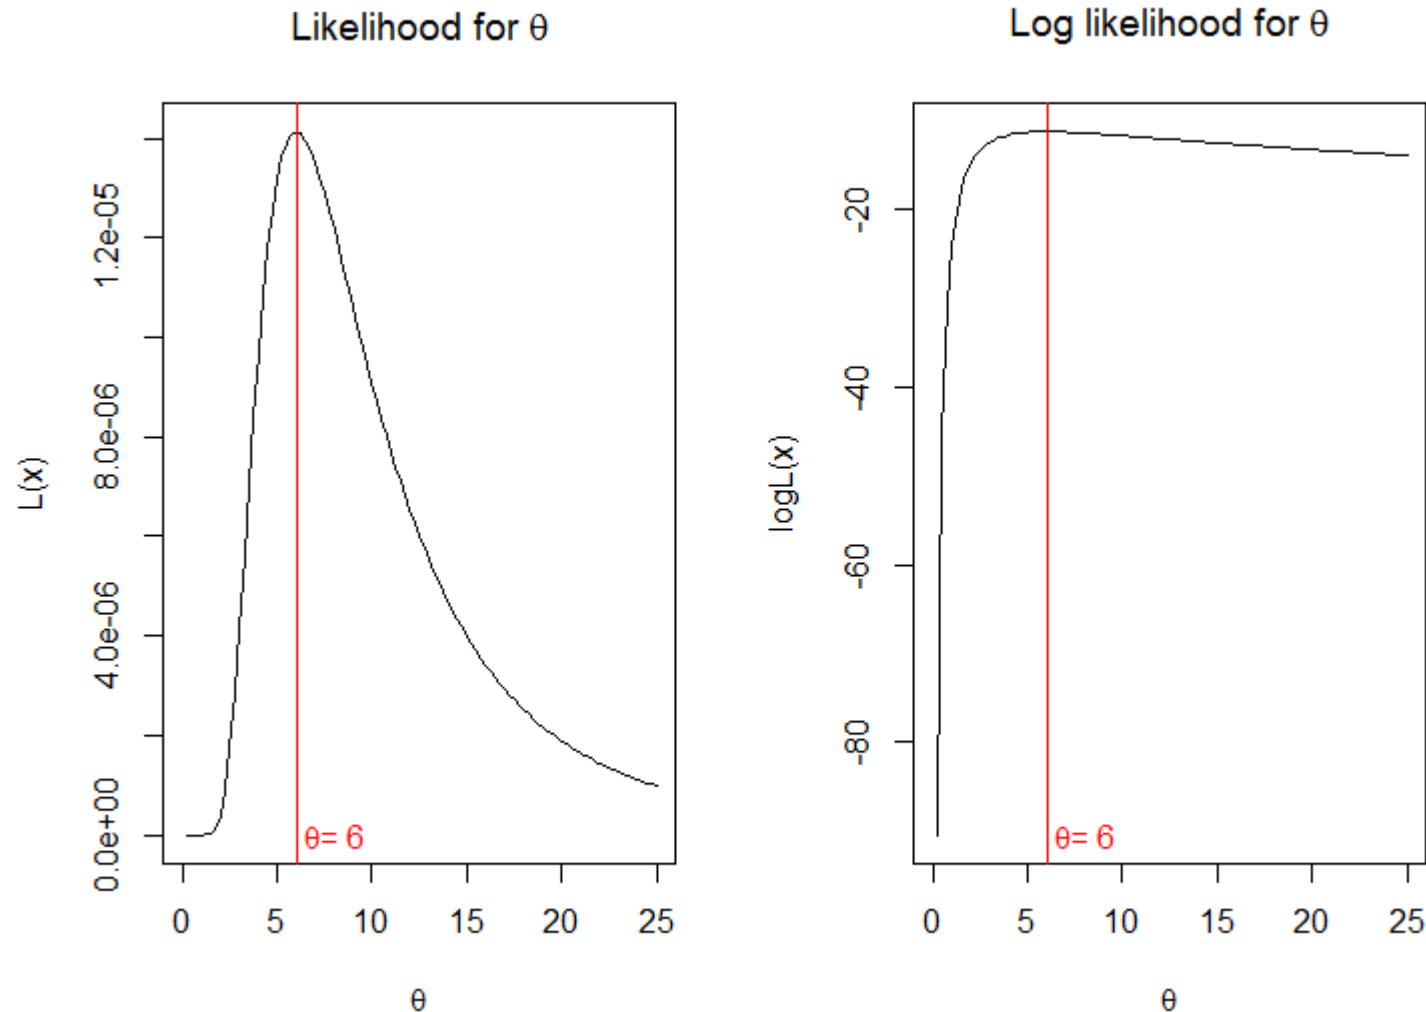 Likelihood for θ
L(x)
1.2e-05
8.0e-06
4.0e-06
0.0e+00
θ= 6
0 5 10 15 20 25
θ
Log likelihood for θ
logL(x)
-20
-40
-60
-80
θ= 6
0 5 10 15 20 25
θ